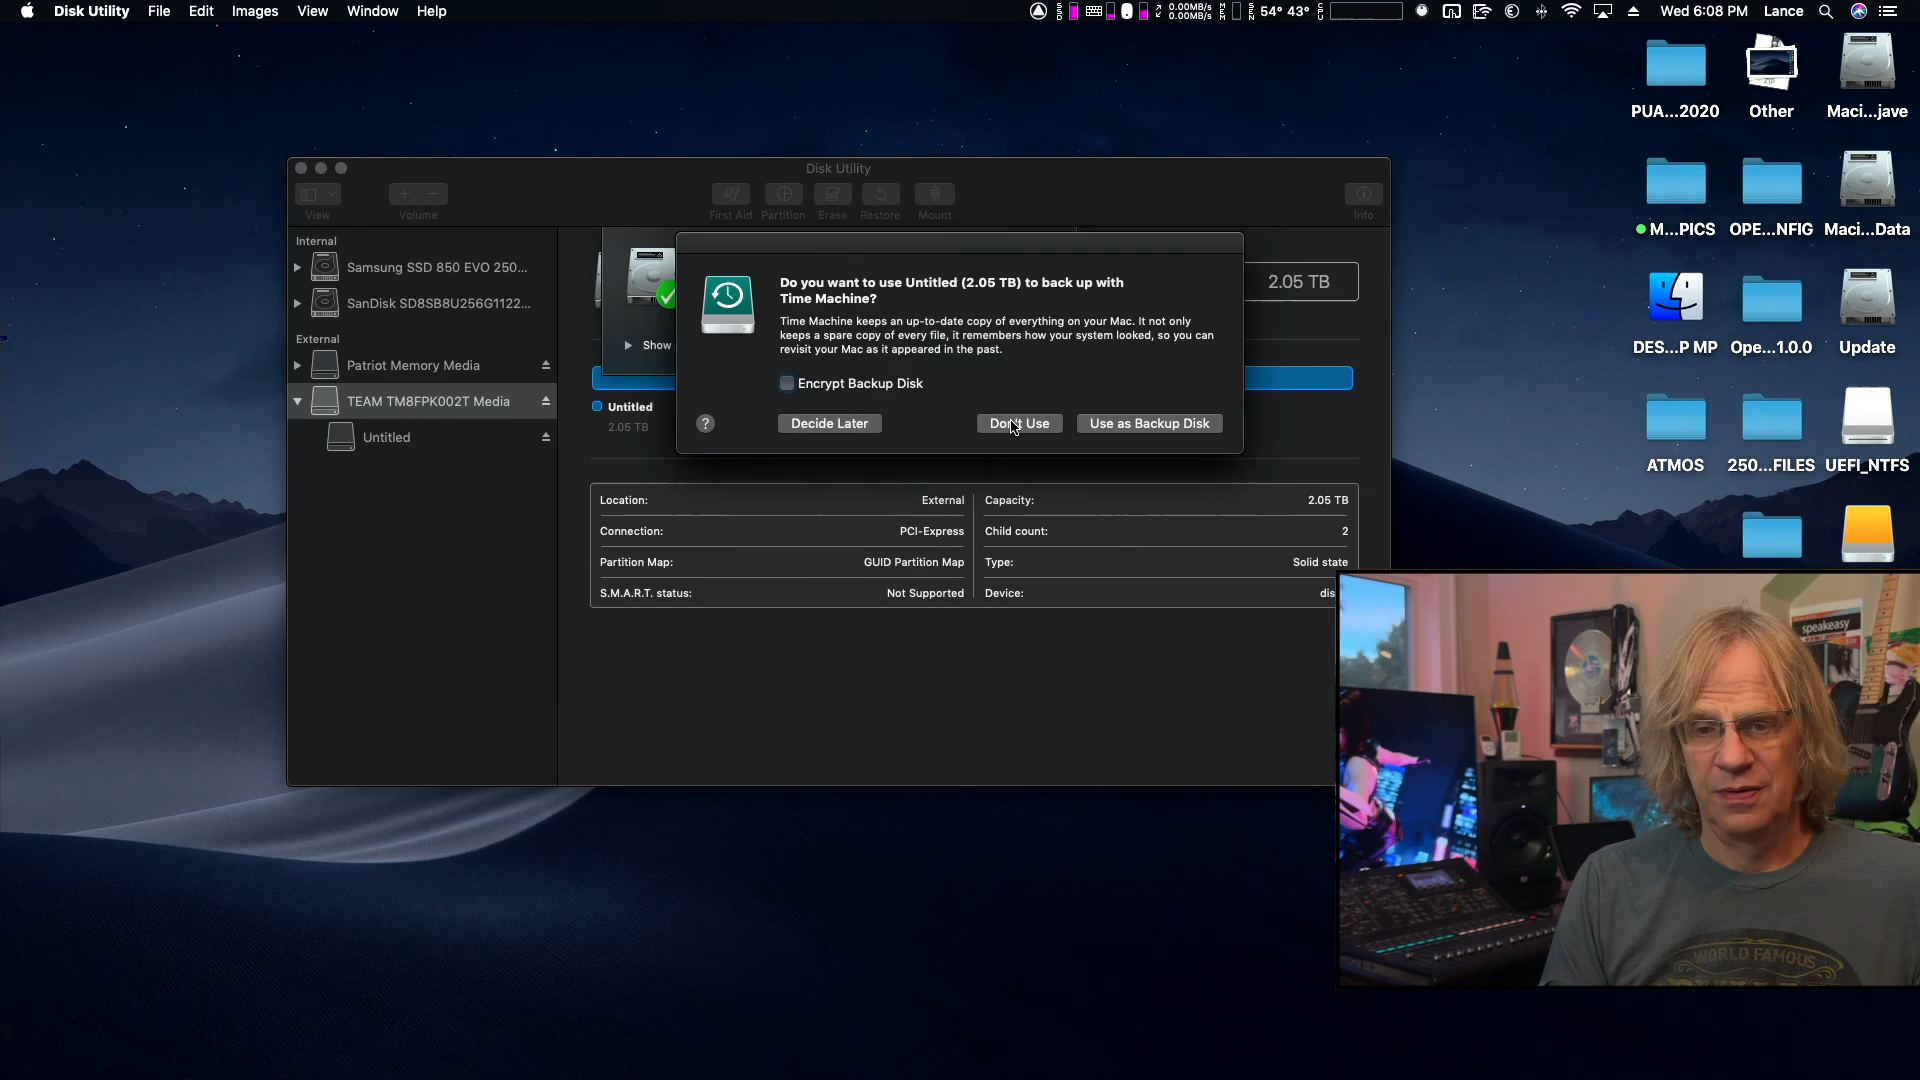 Disk Utility File Edit Images View Window Help
0.00MB/s
0.00MB/s
54° 43°
Wed 6:08 PM Lance
PUA...2020 Other Maci...jave
M...PICS OPE...NFIG Maci...Data
DES...P MP Ope...1.0.0 Update
ATMOS 250...FILES UEFI_NTFS
Disk Utility
View Volume First Aid Partition Erase Restore Mount Info
Internal
Samsung SSD 850 EVO 250...
SanDisk SD8SB8U256G1122...
External
Patriot Memory Media
TEAM TM8FPK002T Media
Untitled
2.05 TB
Show
Untitled
2.05 TB
Do you want to use Untitled (2.05 TB) to back up with
Time Machine?
Time Machine keeps an up-to-date copy of everything on your Mac. It not only
keeps a spare copy of every file, it remembers how your system looked, so you can
revisit your Mac as it appeared in the past.
Encrypt Backup Disk
? Decide Later Don't Use Use as Backup Disk
Location: External
Capacity: 2.05 TB
Connection: PCI-Express
Child count: 2
Partition Map: GUID Partition Map
Type: Solid state
S.M.A.R.T. status: Not Supported
Device: dis
speakeasy
WORLD FAMOUS